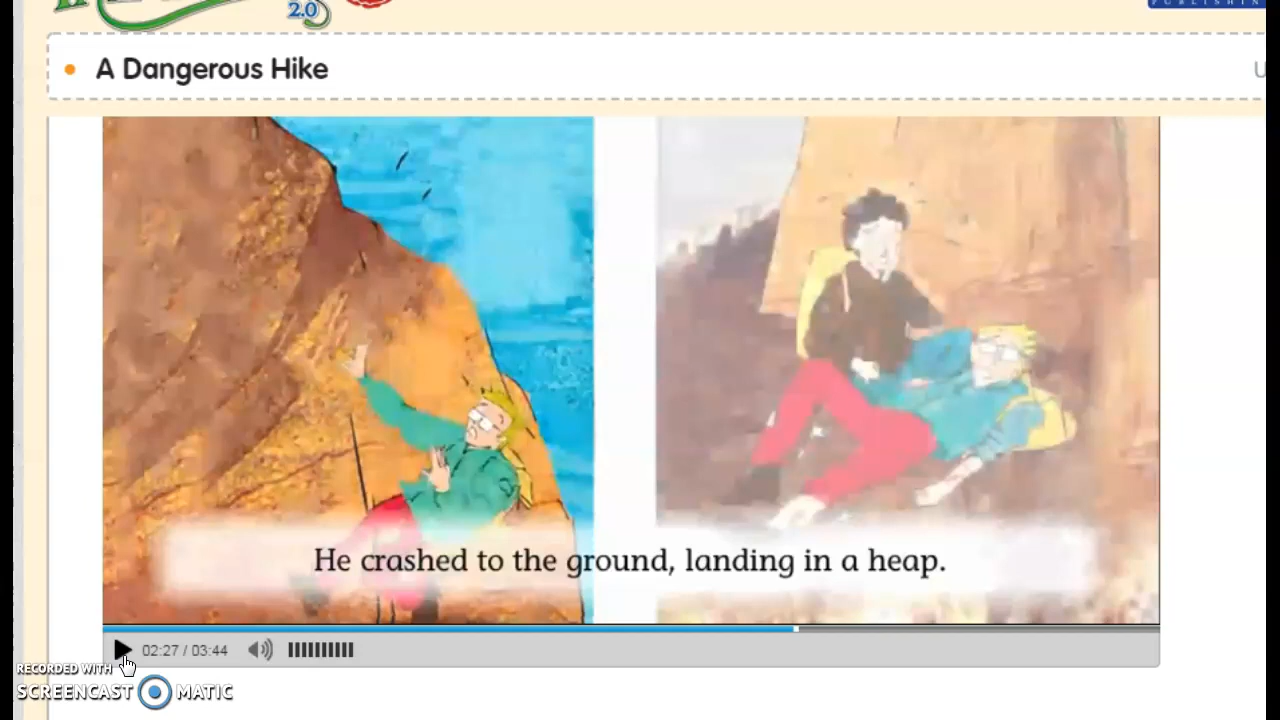 2.0
PUBLISHIN
A Dangerous Hike
U
He crashed to the ground, landing in a heap.
02:27 / 03:44
RECORDED WITH
SCREENCAST MATIC